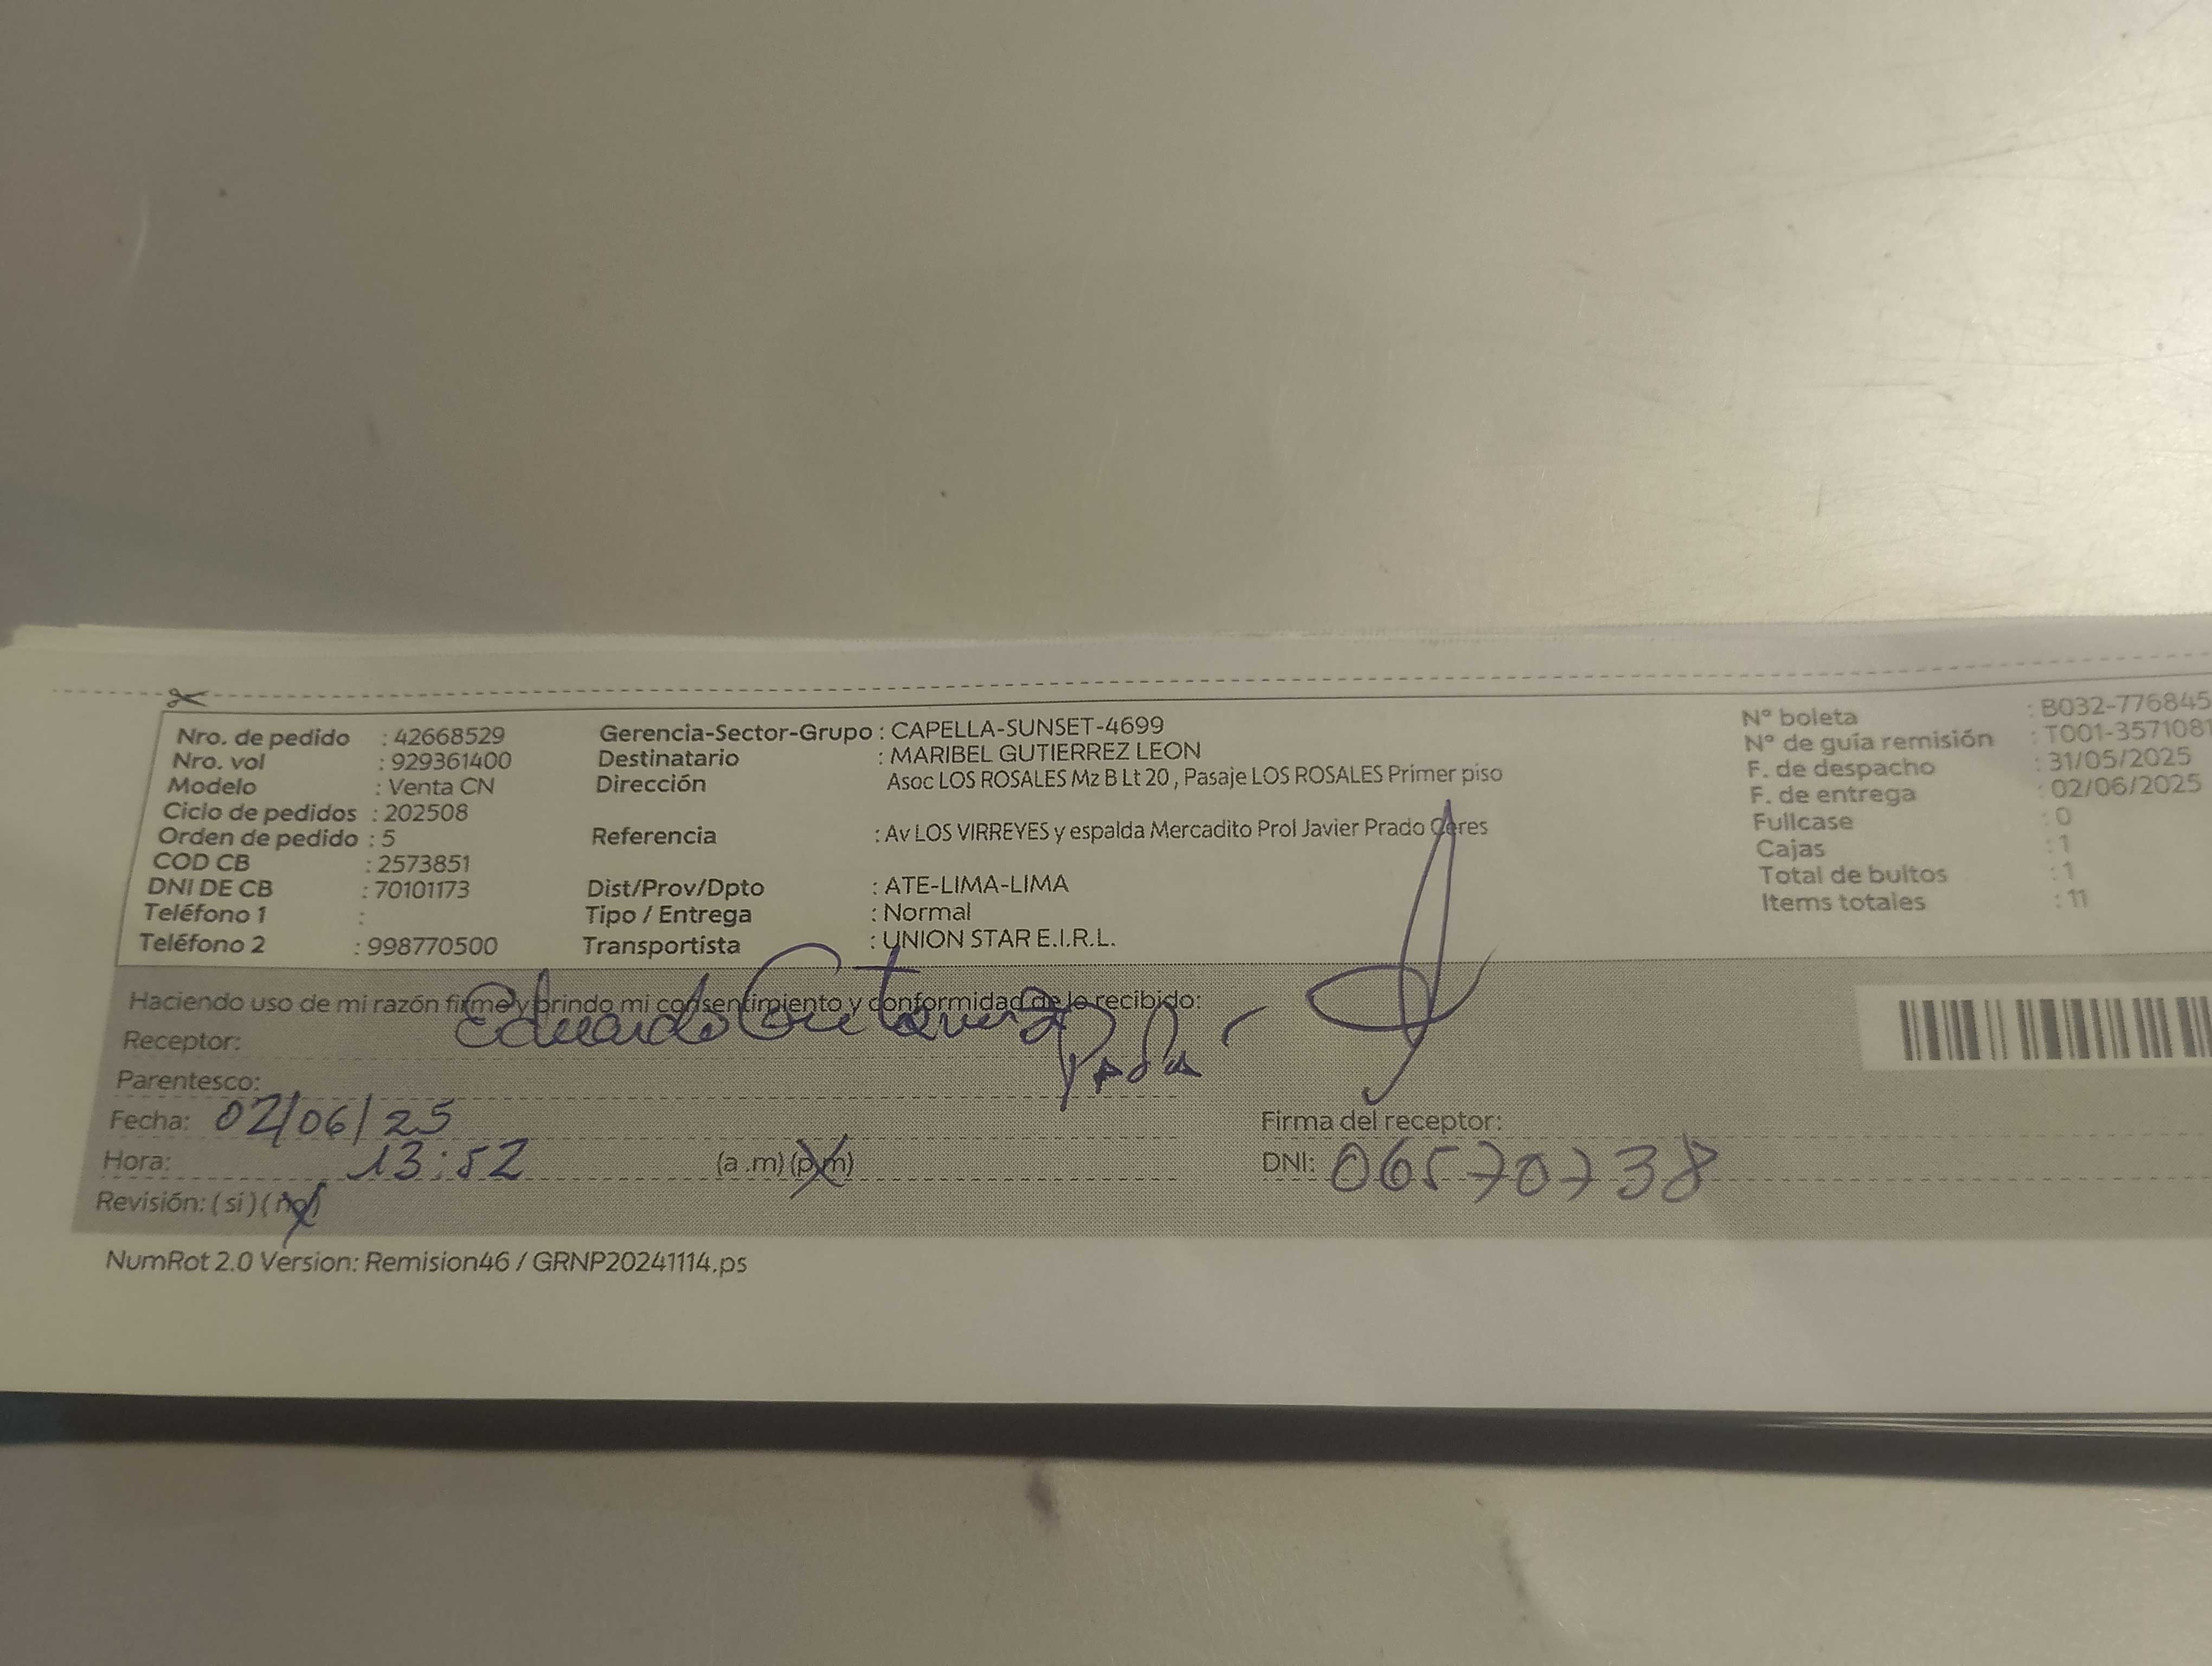 Nro. de pedido : 42668529
Nro. vol : 929361400
Modelo : Venta CN
Ciclo de pedidos : 202508
Orden de pedido : 5
COD CB : 2573851
DNI DE CB : 70101173
Teléfono 1 :
Teléfono 2 : 998770500
Gerencia-Sector-Grupo : CAPELLA-SUNSET-4699
Destinatario : MARIBEL GUTIERREZ LEON
Dirección Asoc LOS ROSALES Mz B Lt 20 , Pasaje LOS ROSALES Primer piso
Referencia : Av LOS VIRREYES y espalda Mercadito Prol Javier Prado Ceres
Dist/Prov/Dpto : ATE-LIMA-LIMA
Tipo / Entrega : Normal
Transportista : UNION STAR E.I.R.L.
N° boleta : B032-776845
N° de guía remisión : T001-3571081
F. de despacho : 31/05/2025
F. de entrega : 02/06/2025
Fullcase : 0
Cajas : 1
Total de bultos : 1
Items totales : 11
Haciendo uso de mi razón firme y brindo mi consentimiento y conformidad de lo recibido:
Receptor: Eduardo
Parentesco:
Fecha: 02/06/25
Hora: 13:52 (a .m) (p.m)
Revisión: ( si ) ( no )
Firma del receptor:
DNI: 06570738
NumRot 2.0 Version: Remision46 / GRNP20241114.ps